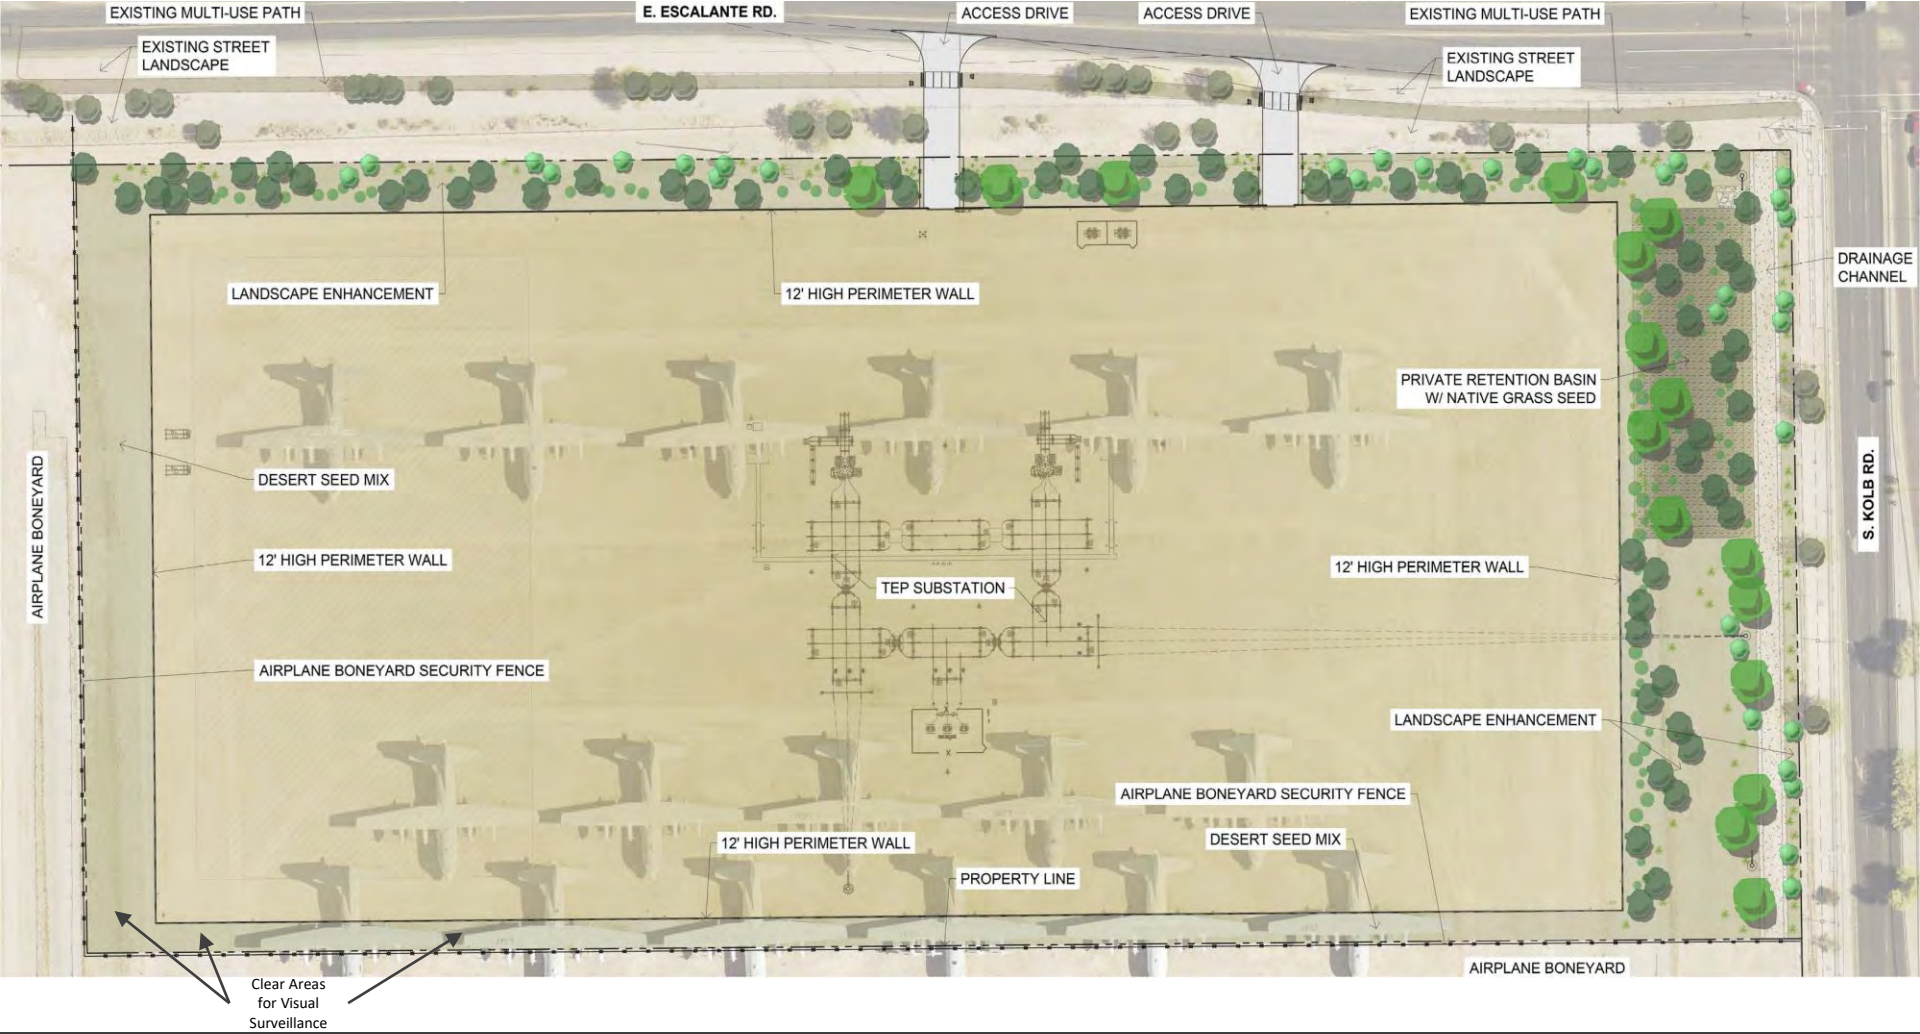 EXISTING MULTI-USE PATH
E. ESCALANTE RD.
ACCESS DRIVE
ACCESS DRIVE
EXISTING MULTI-USE PATH
EXISTING STREET
LANDSCAPE
EXISTING STREET
LANDSCAPE
DRAINAGE
CHANNEL
LANDSCAPE ENHANCEMENT
12' HIGH PERIMETER WALL
PRIVATE RETENTION BASIN
W/ NATIVE GRASS SEED
AIRPLANE BONEYARD
DESERT SEED MIX
S. KOLB RD.
12' HIGH PERIMETER WALL
TEP SUBSTATION
12' HIGH PERIMETER WALL
AIRPLANE BONEYARD SECURITY FENCE
LANDSCAPE ENHANCEMENT
AIRPLANE BONEYARD SECURITY FENCE
12' HIGH PERIMETER WALL
DESERT SEED MIX
PROPERTY LINE
AIRPLANE BONEYARD
Clear Areas
for Visual
Surveillance